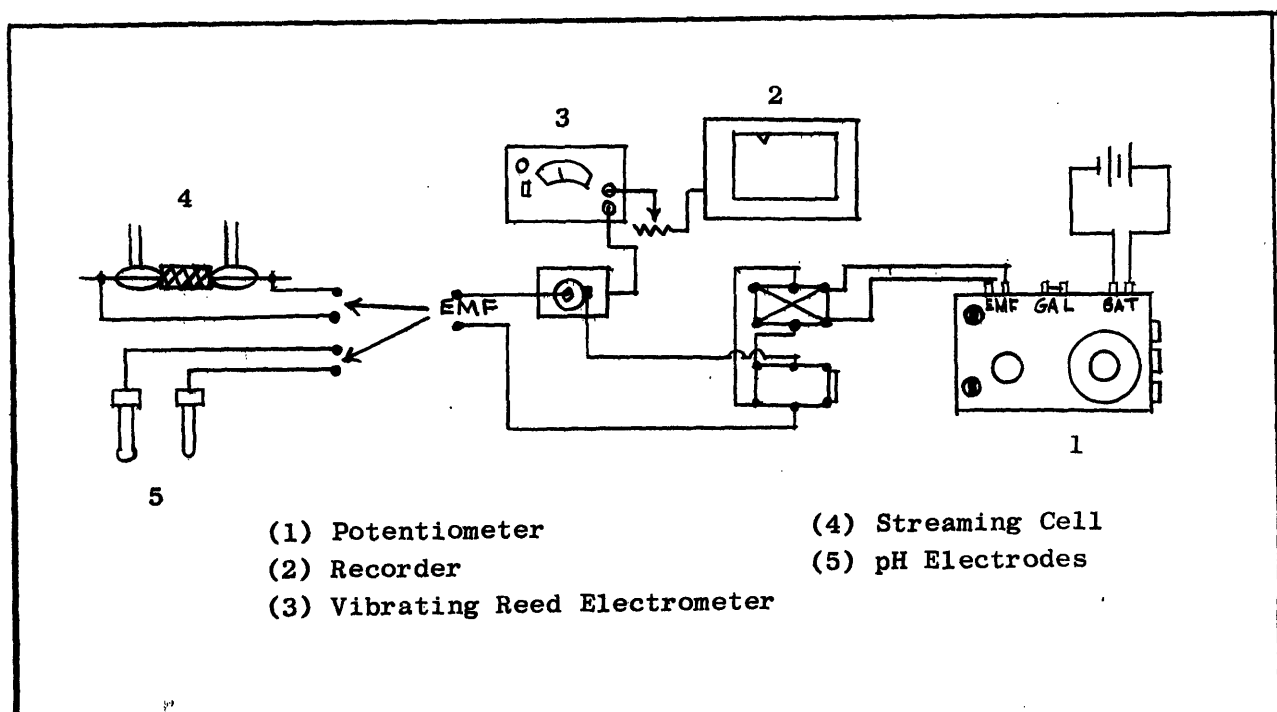 2
3
4
EMF
EMF GAL BAT
1
5
(1) Potentiometer
(2) Recorder
(3) Vibrating Reed Electrometer
(4) Streaming Cell
(5) pH Electrodes